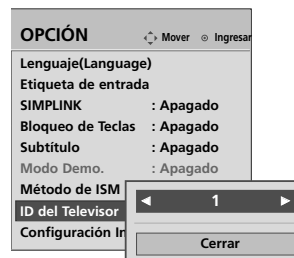 OPCIÓN Mover Ingresar
Lenguaje(Language)
Etiqueta de entrada
SIMPLINK : Apagado
Bloqueo de Teclas : Apagado
Subtítulo : Apagado
Modo Demo. : Apagado
Método de ISM
ID del Televisor
◄ 1 ►
Configuración In
Cerrar